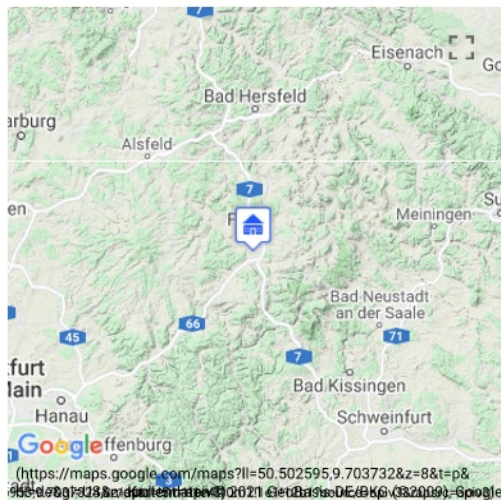 7
Eisenach
Go
Bad Hersfeld
arburg
Alsfeld
7
en
F
Su
Meiningen
Bad Neustadt
an der Saale
66
45
71
7
furt
Main
Bad Kissingen
Hanau
Schweinfurt
Google
ffenburg
(https://maps.google.com/maps?ll=50.502595,9.703732&z=8&t=p&